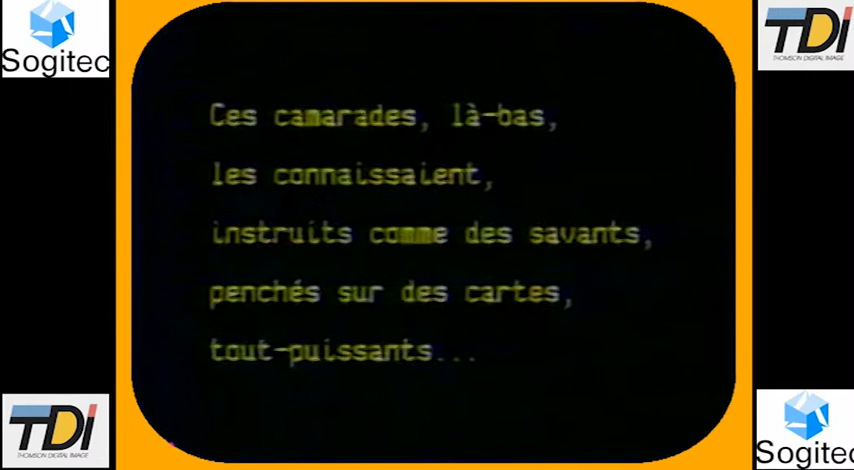 Sogitec
TDi
THOMSON DIGITAL IMAGE
Ces camarades, là-bas,
les connaissaient,
instruits comme des savants,
penchés sur des cartes,
tout-puissants...
TDi
THOMSON DIGITAL IMAGE
Sogitec